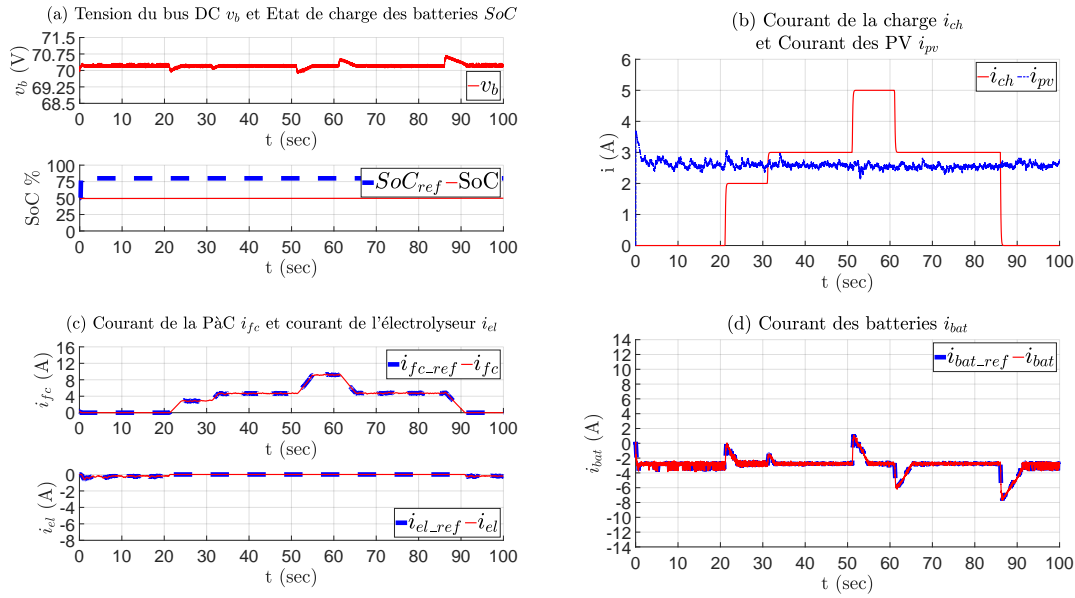 (a) Tension du bus DC v_b et Etat de charge des batteries SoC
71.5
70.75
70
69.25
68.5
v_b (V)
v_b
0 10 20 30 40 50 60 70 80 90 100
t (sec)
100
75
50
25
0
SoC %
SoC_ref SoC
0 10 20 30 40 50 60 70 80 90 100
t (sec)
(b) Courant de la charge i_ch
et Courant des PV i_pv
6
5
4
3
2
1
0
i (A)
i_ch i_pv
0 10 20 30 40 50 60 70 80 90 100
t (sec)
(c) Courant de la PàC i_fc et courant de l'électrolyseur i_el
16
12
8
4
0
i_fc (A)
i_fc_ref i_fc
0 10 20 30 40 50 60 70 80 90 100
t (sec)
0
-2
-4
-6
-8
i_el (A)
i_el_ref i_el
0 10 20 30 40 50 60 70 80 90 100
t (sec)
(d) Courant des batteries i_bat
14
12
10
8
6
4
2
0
-2
-4
-6
-8
-10
-12
-14
i_bat (A)
i_bat_ref i_bat
0 10 20 30 40 50 60 70 80 90 100
t (sec)